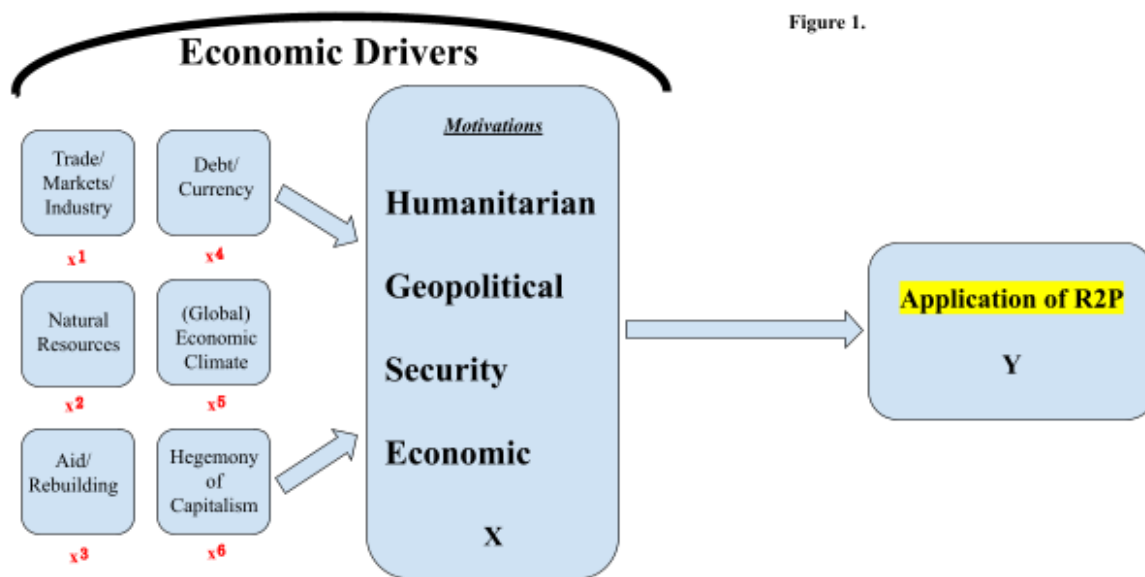 Figure 1.
Economic Drivers
Trade/
Markets/
Industry
x1
Debt/
Currency
x4
Natural
Resources
x2
(Global)
Economic
Climate
x5
Aid/
Rebuilding
x3
Hegemony
of
Capitalism
x6
Motivations
Humanitarian
Geopolitical
Security
Economic
X
Application of R2P
Y